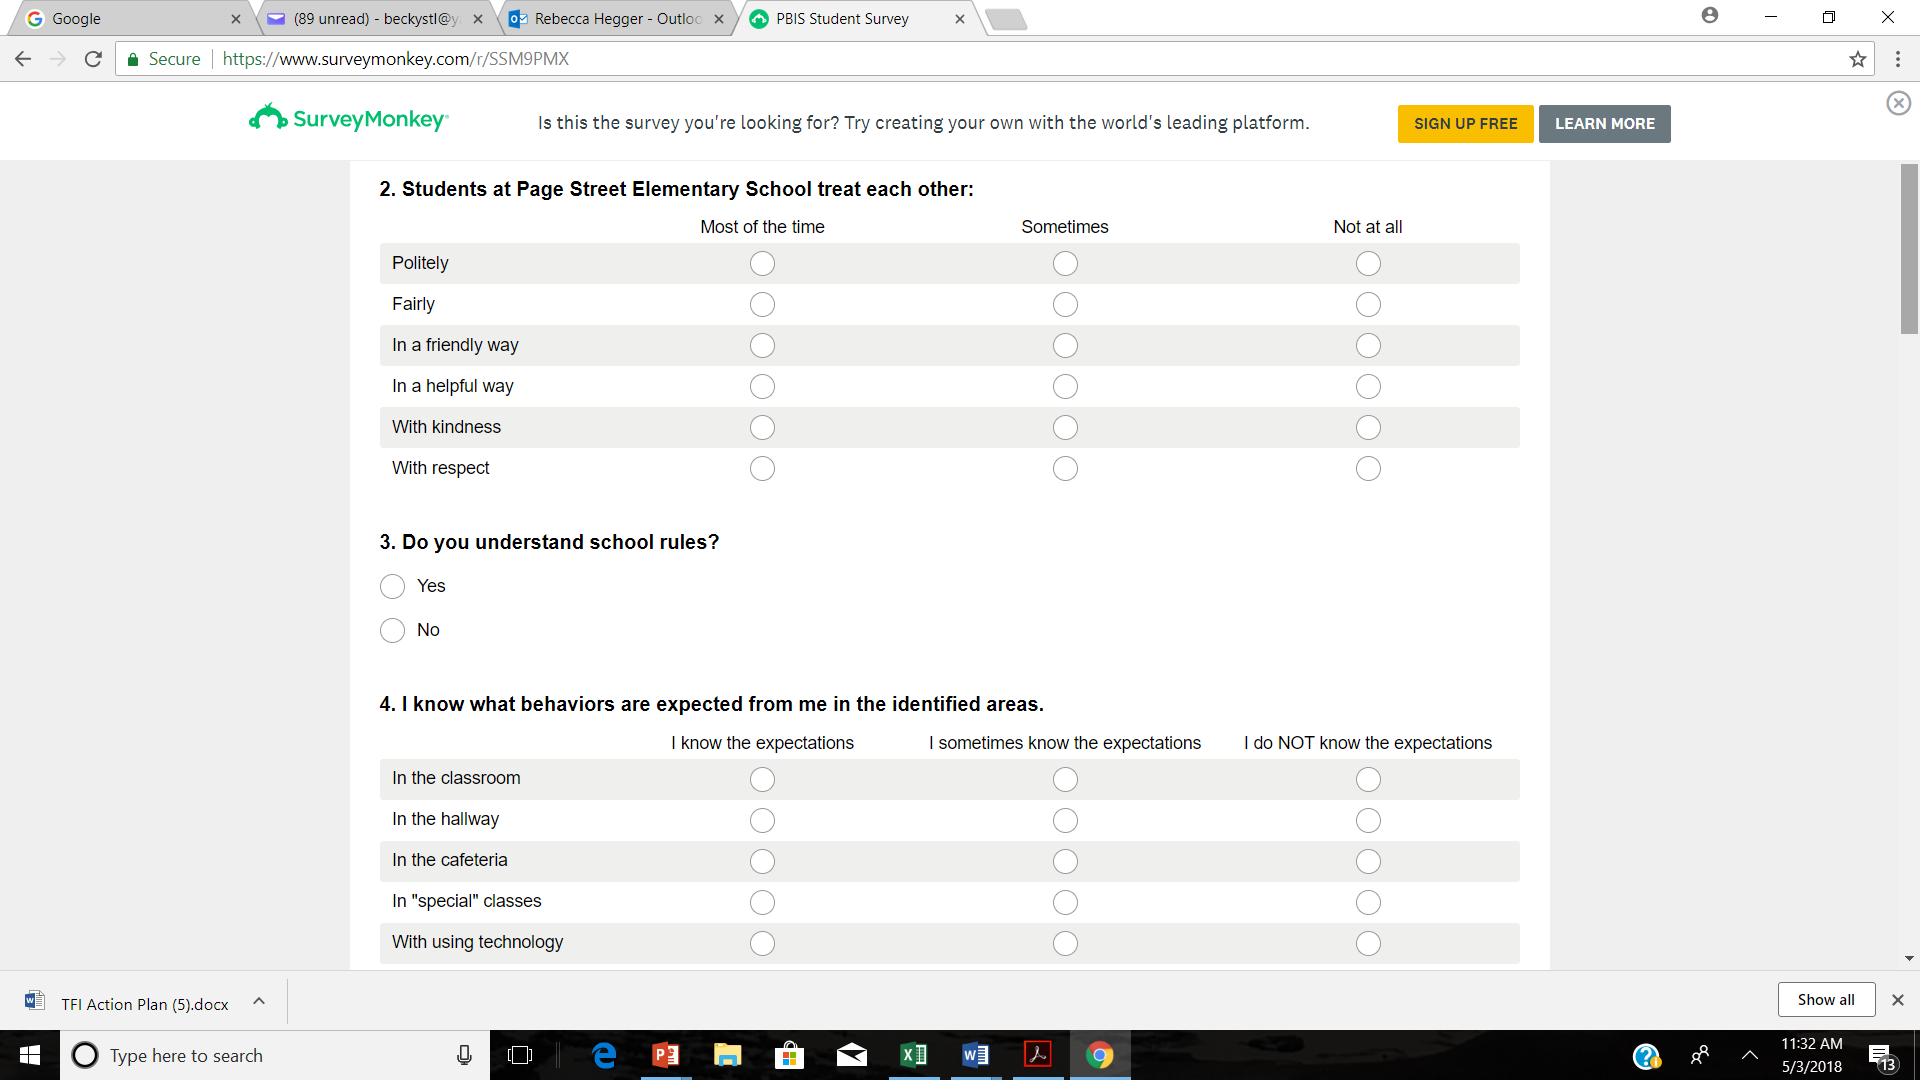 Google
(89 unread) - beckystl@y
Rebecca Hegger - Outloo
PBIS Student Survey
Secure
https://www.surveymonkey.com/r/SSM9PMX
SurveyMonkey
Is this the survey you're looking for? Try creating your own with the world's leading platform.
SIGN UP FREE
LEARN MORE
2. Students at Page Street Elementary School treat each other:
Most of the time Sometimes Not at all
Politely
Fairly
In a friendly way
In a helpful way
With kindness
With respect
3. Do you understand school rules?
Yes
No
4. I know what behaviors are expected from me in the identified areas.
I know the expectations I sometimes know the expectations I do NOT know the expectations
In the classroom
In the hallway
In the cafeteria
In "special" classes
With using technology
TFI Action Plan (5).docx
Show all
Type here to search
11:32 AM
5/3/2018
13